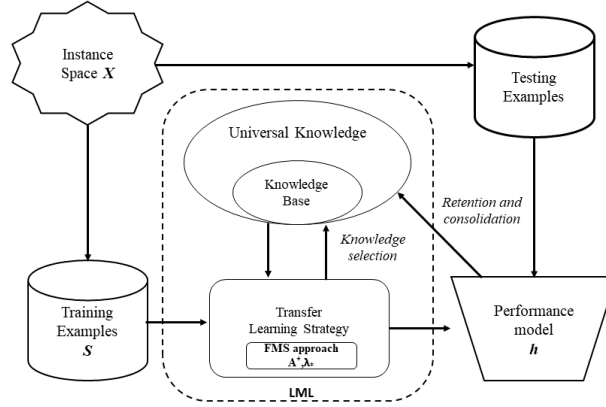 Instance
Space X
Testing
Examples
Universal Knowledge
Knowledge
Base
Retention and
consolidation
Knowledge
selection
Training
Examples
S
Transfer
Learning Strategy
FMS approach
Performance
model
h
LML